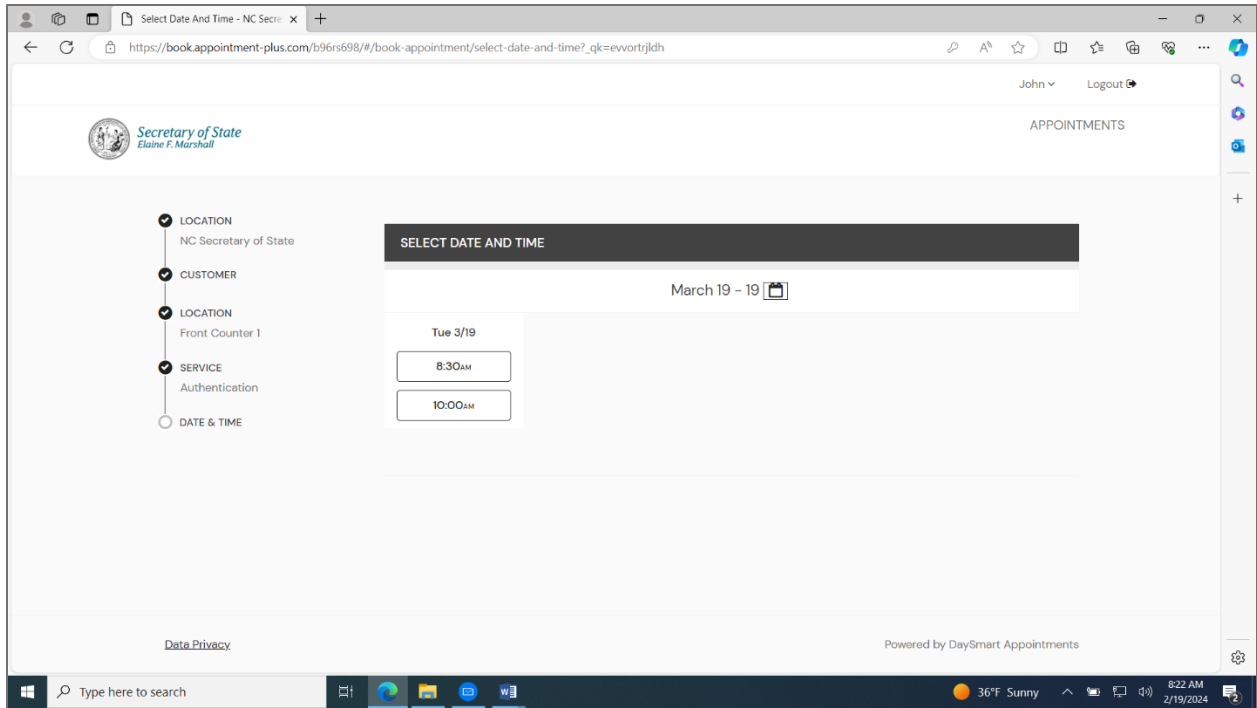 Select Date And Time - NC Secre
https://book.appointment-plus.com/b96rs698/#/book-appointment/select-date-and-time?_qk=evvortrjldh
John
Logout
Secretary of State
Elaine F. Marshall
APPOINTMENTS
LOCATION
NC Secretary of State
CUSTOMER
LOCATION
Front Counter 1
SERVICE
Authentication
DATE & TIME
SELECT DATE AND TIME
March 19 - 19
Tue 3/19
8:30AM
10:00AM
Data Privacy
Powered by DaySmart Appointments
Type here to search
36°F Sunny
8:22 AM
2/19/2024
2